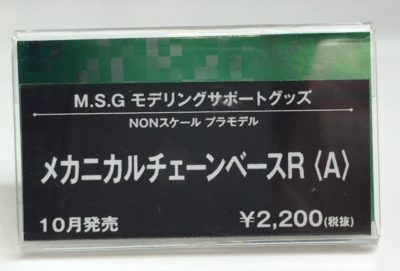 M.S.G モデリングサポートグッズ
NONスケール プラモデル
メカニカルチェーンベースR〈A〉
10月発売 ¥2,200(税抜)